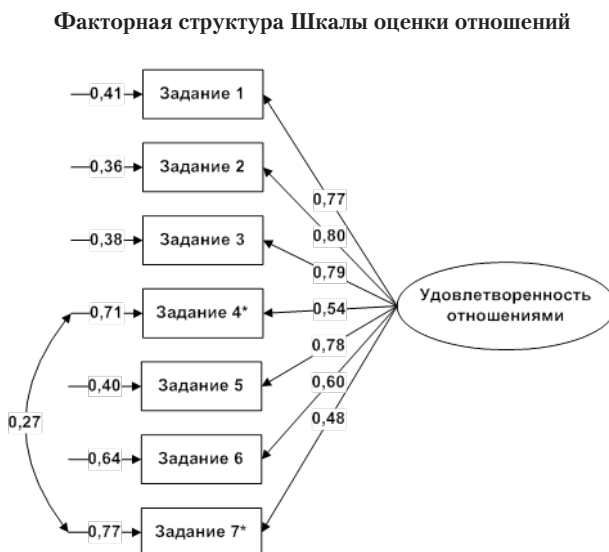 Факторная структура Шкалы оценки отношений
0,41 Задание 1
0,36 Задание 2
0,77
0,80
0,38 Задание 3
0,79
Удовлетворенность
отношениями
0,71 Задание 4*
0,54
0,78
0,40 Задание 5
0,60
0,48
0,27
0,64 Задание 6
0,77 Задание 7*